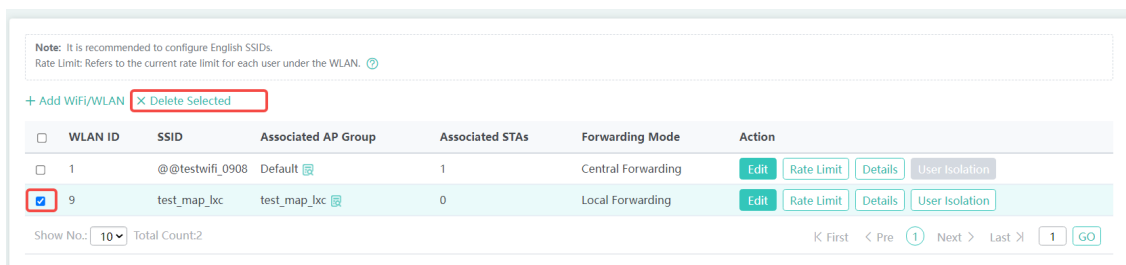 Note: It is recommended to configure English SSIDs.
Rate Limit: Refers to the current rate limit for each user under the WLAN. ?
+ Add WiFi/WLAN × Delete Selected
WLAN ID SSID Associated AP Group Associated STAs Forwarding Mode Action
1 @@testwifi_0908 Default 1 Central Forwarding Edit Rate Limit Details User Isolation
9 test_map_lxc test_map_lxc 0 Local Forwarding Edit Rate Limit Details User Isolation
Show No.: 10 Total Count:2 First Pre 1 Next Last 1 GO